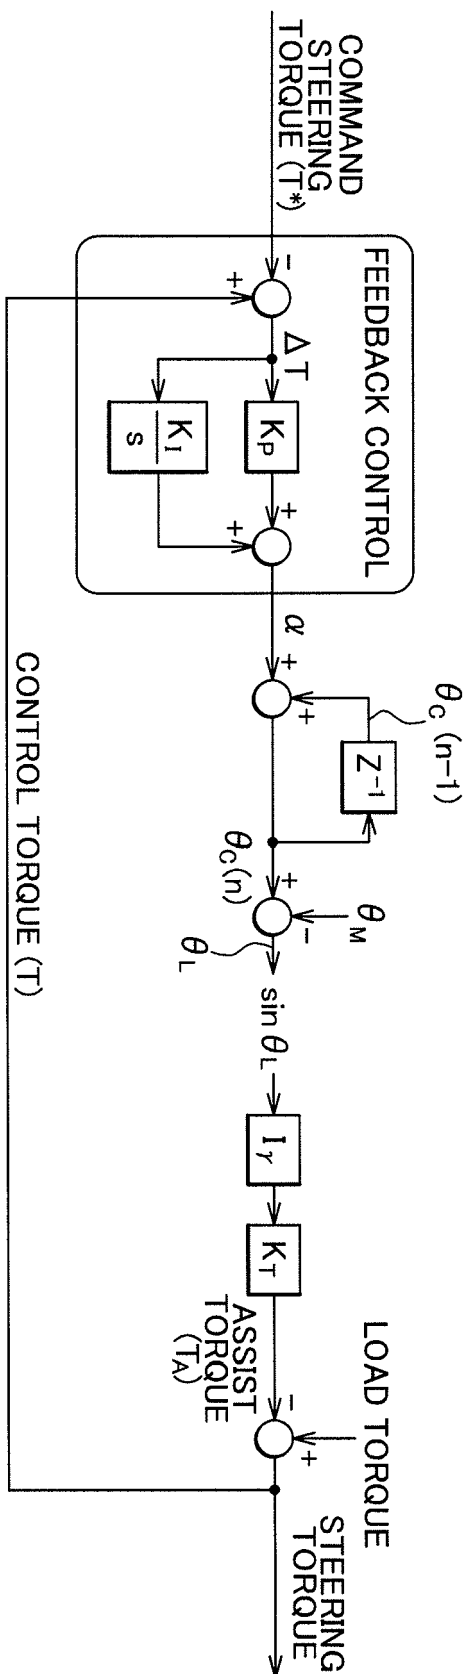 COMMAND
STEERING
TORQUE (T*)
FEEDBACK CONTROL
−
+
ΔT
K_P
K_I
s
+
+
α
+
+
θ_C (n−1)
Z⁻¹
θ_C(n)
+
−
θ_M
θ_L
sin θ_L
I_γ
K_T
ASSIST
TORQUE
(T_A)
−
+
LOAD TORQUE
STEERING
TORQUE
CONTROL TORQUE (T)